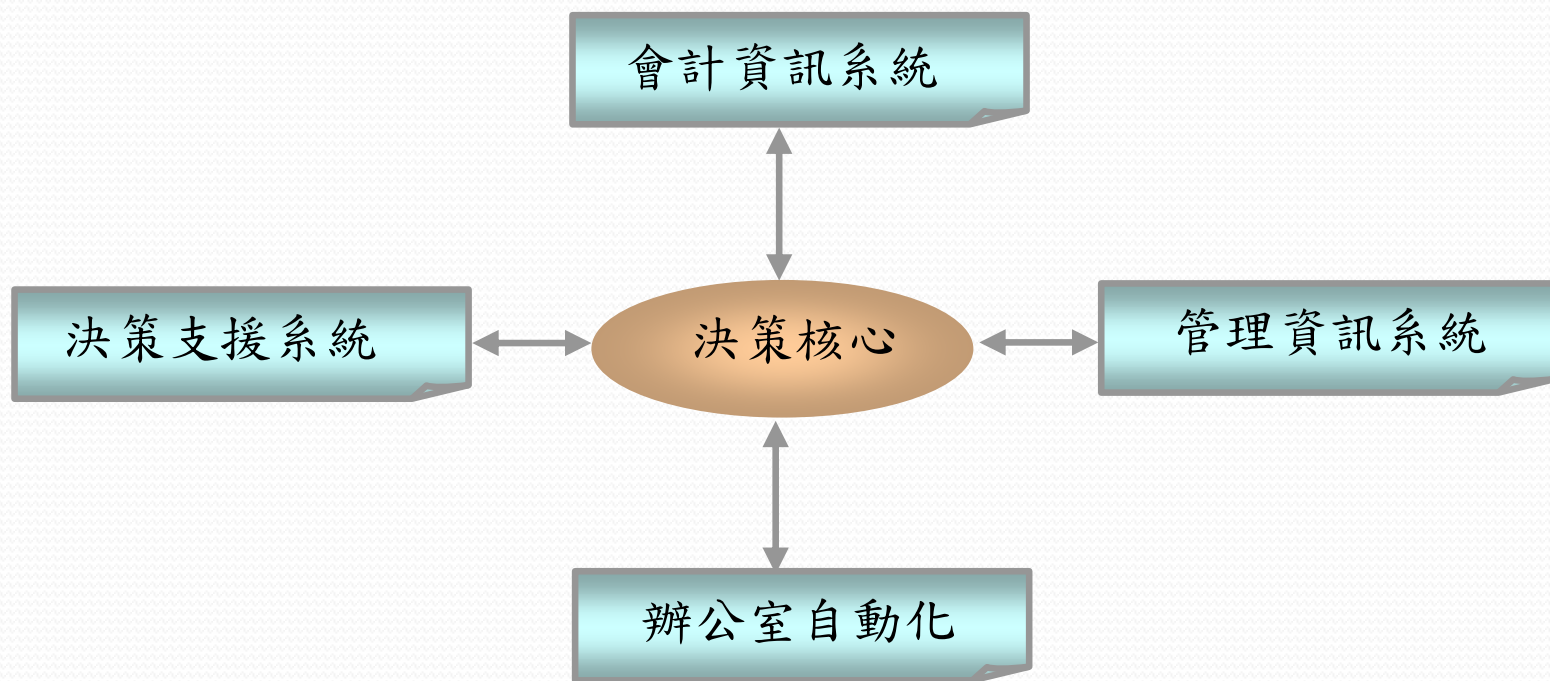 會計資訊系統
決策支援系統
決策核心
管理資訊系統
辦公室自動化